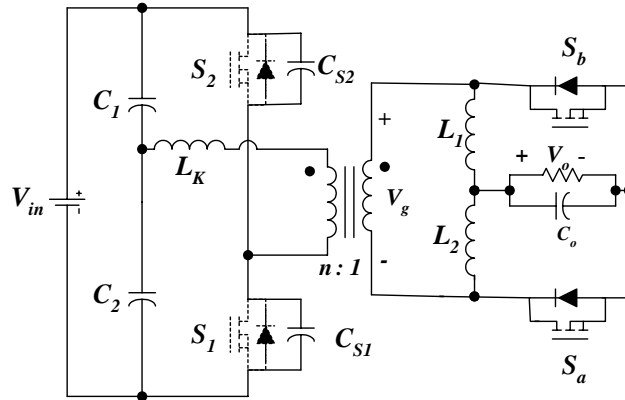 S2
CS2
Sb
C1
LK
+
L1
+ Vo -
Vin
+
-
n : 1
Vg
Co
L2
-
C2
S1
CS1
Sa